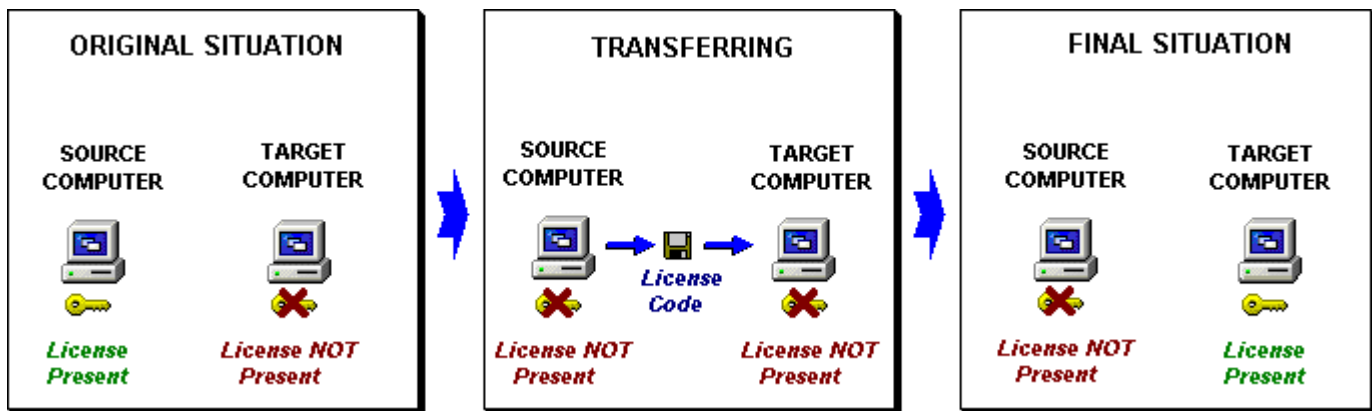 ORIGINAL SITUATION
SOURCE
COMPUTER
TARGET
COMPUTER
License
Present
License NOT
Present
TRANSFERRING
SOURCE
COMPUTER
TARGET
COMPUTER
License
Code
License NOT
Present
License NOT
Present
FINAL SITUATION
SOURCE
COMPUTER
TARGET
COMPUTER
License NOT
Present
License
Present